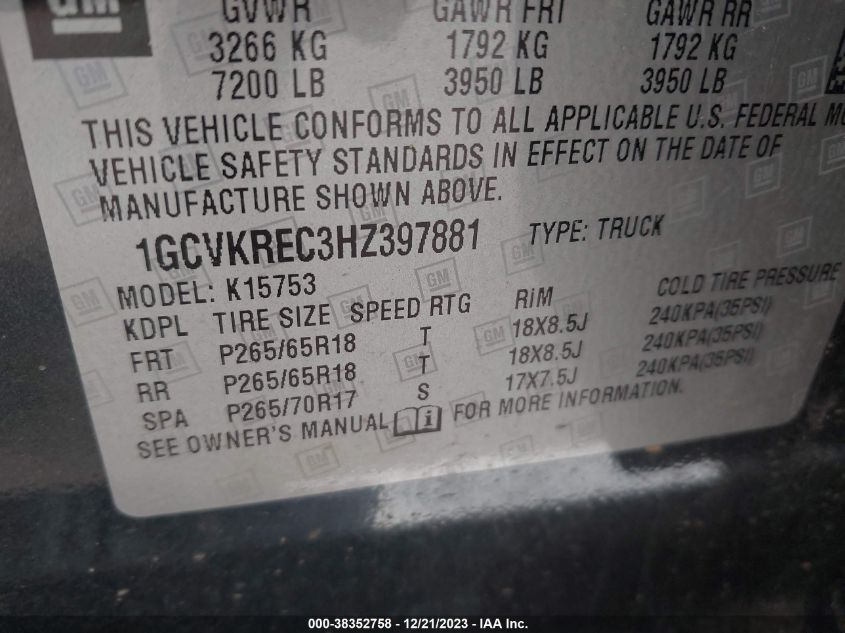 GM
GVWR GAWR FRT GAWR RR
3266 KG 1792 KG 1792 KG
7200 LB 3950 LB 3950 LB
THIS VEHICLE CONFORMS TO ALL APPLICABLE U.S. FEDERAL
VEHICLE SAFETY STANDARDS IN EFFECT ON THE DATE OF
MANUFACTURE SHOWN ABOVE.
1GCVKREC3HZ397881 TYPE: TRUCK
MODEL: K15753
KDPL TIRE SIZE SPEED RTG RiM COLD TIRE PRESSURE
FRT P265/65R18 T 18X8.5J 240KPA(35PSI)
RR P265/65R18 T 18X8.5J 240KPA(35PSI)
SPA P265/70R17 S 17X7.5J 240KPA(35PSI)
SEE OWNER'S MANUAL i FOR MORE INFORMATION.
000-38352758 - 12/21/2023 - IAA Inc.